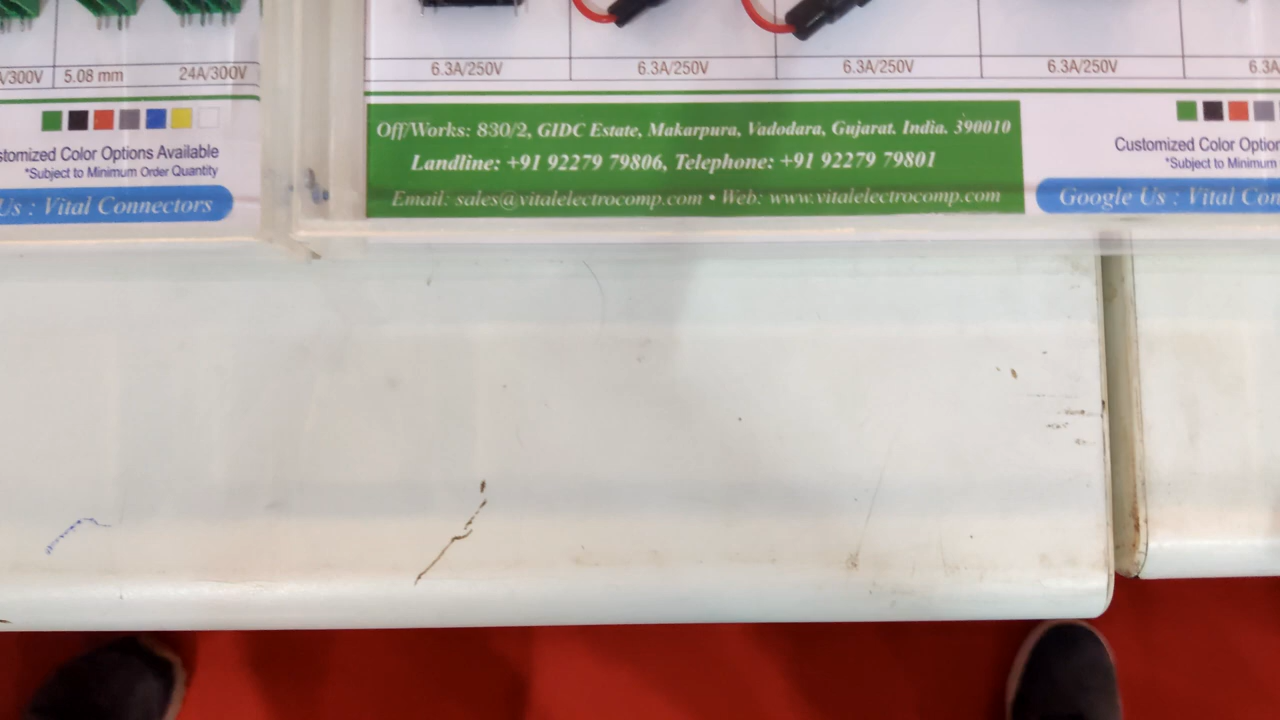 /300V 5.08 mm 24A/300V
6.3A/250V 6.3A/250V 6.3A/250V 6.3A/250V 6.3A
stomized Color Options Available
*Subject to Minimum Order Quantity
Us : Vital Connectors
Off/Works: 830/2, GIDC Estate, Makarpura, Vadodara, Gujarat. India. 390010
Landline: +91 92279 79806, Telephone: +91 92279 79801
Email: sales@vitalelectrocomp.com • Web: www.vitalelectrocomp.com
Customized Color Option
*Subject to Minimum
Google Us : Vital Con